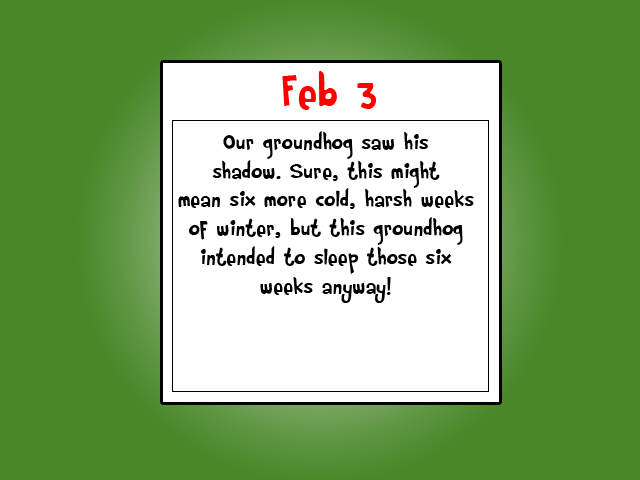 Feb 3
Our groundhog saw his
shadow. Sure, this might
mean six more cold, harsh weeks
of winter, but this groundhog
intended to sleep those six
weeks anyway!